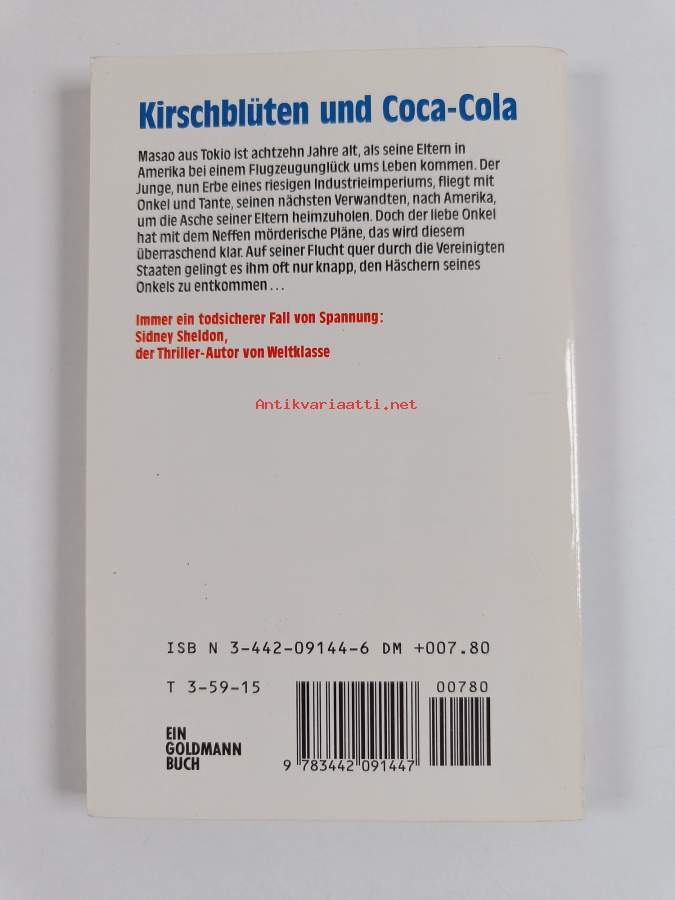 Kirschblüten und Coca-Cola
Masao aus Tokio ist achtzehn Jahre alt, als seine Eltern in
Amerika bei einem Flugzeugunglück ums Leben kommen. Der
Junge, nun Erbe eines riesigen Industrieimperiums, fliegt mit
Onkel und Tante, seinen nächsten Verwandten, nach Amerika,
um die Asche seiner Eltern heimzuholen. Doch der liebe Onkel
hat mit dem Neffen mörderische Pläne, das wird diesem
überraschend klar. Auf seiner Flucht quer durch die Vereinigten
Staaten gelingt es ihm oft nur knapp, den Häschern seines
Onkels zu entkommen ...
Immer ein todsicherer Fall von Spannung:
Sidney Sheldon,
der Thriller-Autor von Weltklasse
Antikvariaatti.net
ISB N 3-442-09144-6 DM +007.80
T 3-59-15
00780
EIN
GOLDMANN
BUCH
9 783442 091447